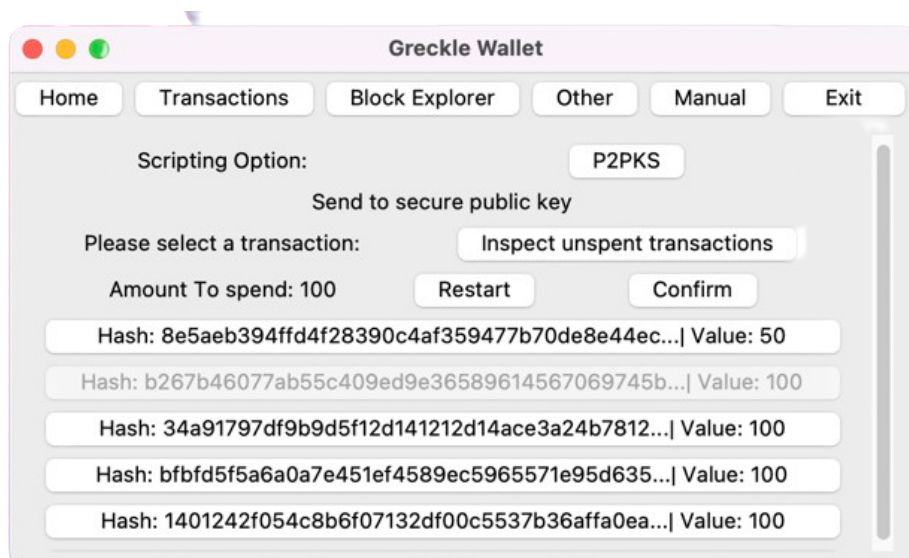 Greckle Wallet
Home Transactions Block Explorer Other Manual Exit
Scripting Option: P2PKS
Send to secure public key
Please select a transaction: Inspect unspent transactions
Amount To spend: 100 Restart Confirm
Hash: 8e5aeb394ffd4f28390c4af359477b70de8e44ec...| Value: 50
Hash: b267b46077ab55c409ed9e36589614567069745b...| Value: 100
Hash: 34a91797df9b9d5f12d141212d14ace3a24b7812...| Value: 100
Hash: bfbfd5f5a6a0a7e451ef4589ec5965571e95d635...| Value: 100
Hash: 1401242f054c8b6f07132df00c5537b36affa0ea...| Value: 100